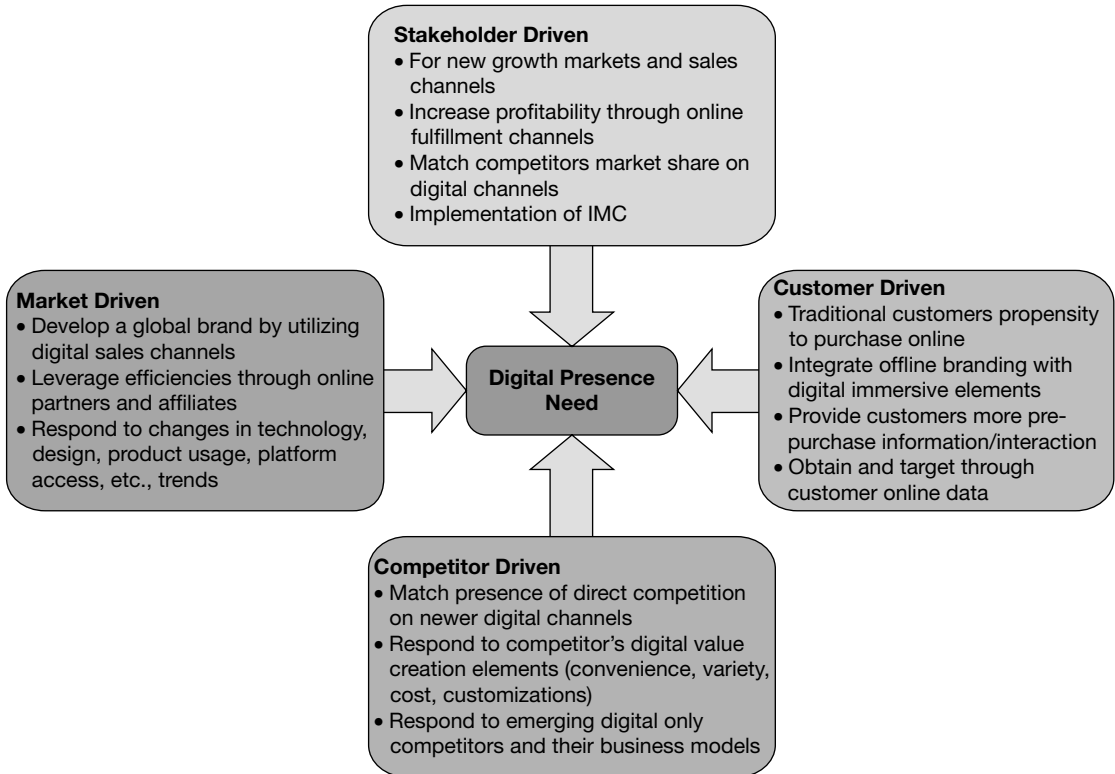 Stakeholder Driven
• For new growth markets and sales
channels
• Increase profitability through online
fulfillment channels
• Match competitors market share on
digital channels
• Implementation of IMC
Market Driven
• Develop a global brand by utilizing
digital sales channels
• Leverage efficiencies through online
partners and affiliates
• Respond to changes in technology,
design, product usage, platform
access, etc., trends
Digital Presence
Need
Customer Driven
• Traditional customers propensity
to purchase online
• Integrate offline branding with
digital immersive elements
• Provide customers more pre-
purchase information/interaction
• Obtain and target through
customer online data
Competitor Driven
• Match presence of direct competition
on newer digital channels
• Respond to competitor’s digital value
creation elements (convenience, variety,
cost, customizations)
• Respond to emerging digital only
competitors and their business models